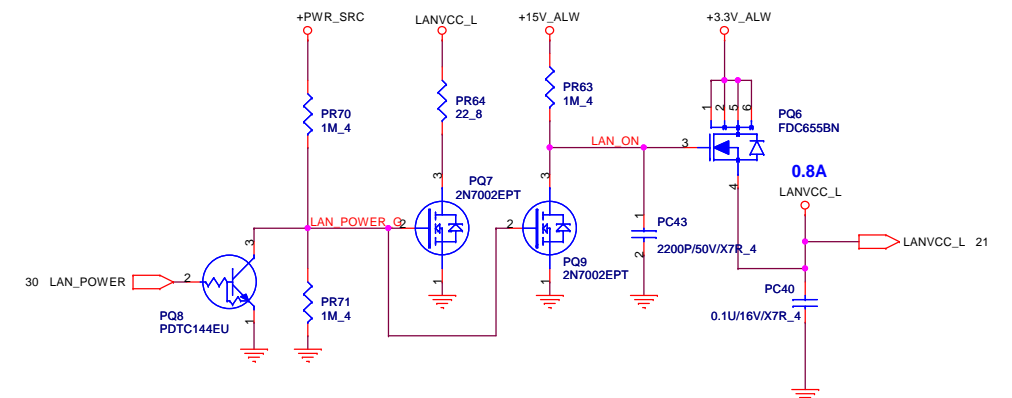 +PWR_SRC
LANVCC_L
+15V_ALW
+3.3V_ALW
PR70
1M_4
PR64
22_8
PR63
1M_4
1
2
5
6
PQ6
FDC655BN
LAN_ON
3
4
0.8A
LANVCC_L
3
PQ7
2N7002EPT
3
LAN_POWER_G
2
2
1
PQ9
2N7002EPT
1
1
PC43
2200P/50V/X7R_4
2
LANVCC_L 21
3
30 LAN_POWER
2
PQ8
PDTC144EU
1
PR71
1M_4
PC40
0.1U/16V/X7R_4